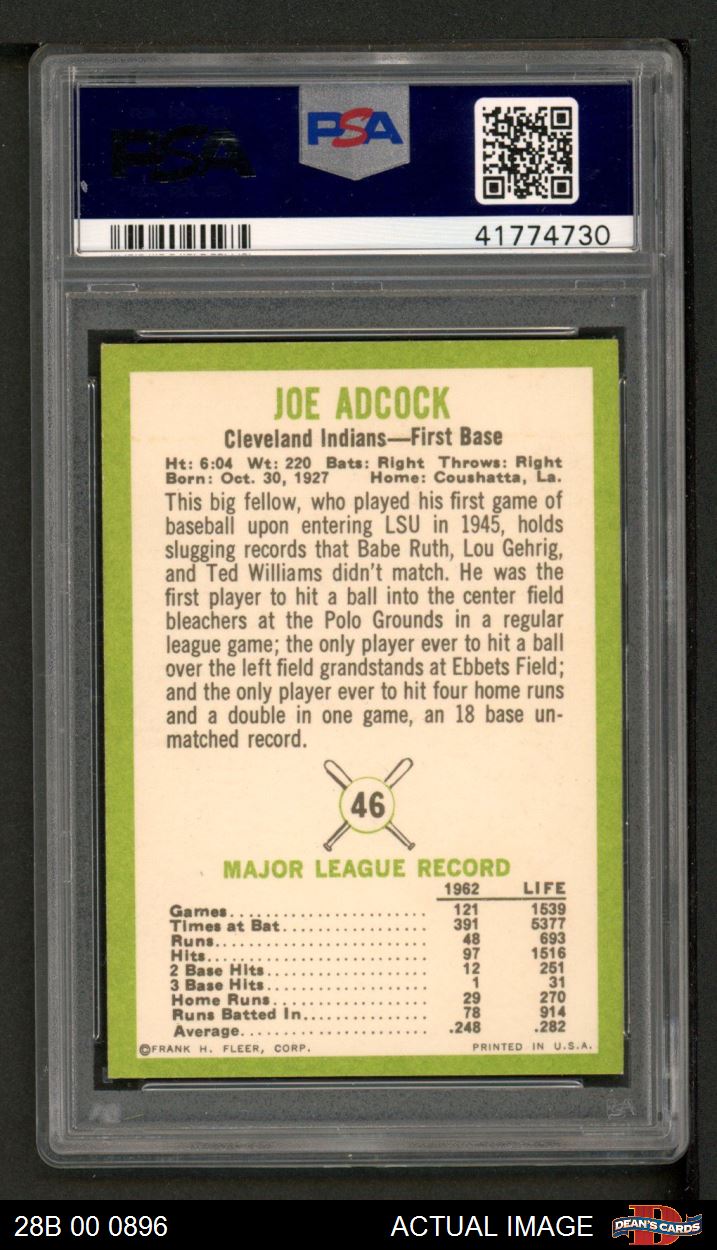 PSA
PSA
41774730
JOE ADCOCK
Cleveland Indians—First Base
Ht: 6:04 Wt: 220 Bats: Right Throws: Right
Born: Oct. 30, 1927 Home: Coushatta, La.
This big fellow, who played his first game of
baseball upon entering LSU in 1945, holds
slugging records that Babe Ruth, Lou Gehrig,
and Ted Williams didn't match. He was the
first player to hit a ball into the center field
bleachers at the Polo Grounds in a regular
league game; the only player ever to hit a ball
over the left field grandstands at Ebbets Field;
and the only player ever to hit four home runs
and a double in one game, an 18 base un-
matched record.
46
MAJOR LEAGUE RECORD
1962 LIFE
Games........................ 121 1539
Times at Bat................. 391 5377
Runs......................... 48 693
Hits.......................... 97 1516
2 Base Hits................... 12 251
3 Base Hits................... 1 31
Home Runs.................. 29 270
Runs Batted In............... 78 914
Average...................... .248 .282
©FRANK H. FLEER, CORP. PRINTED IN U.S.A.
28B 00 0896 ACTUAL IMAGE D DEAN'S CARDS